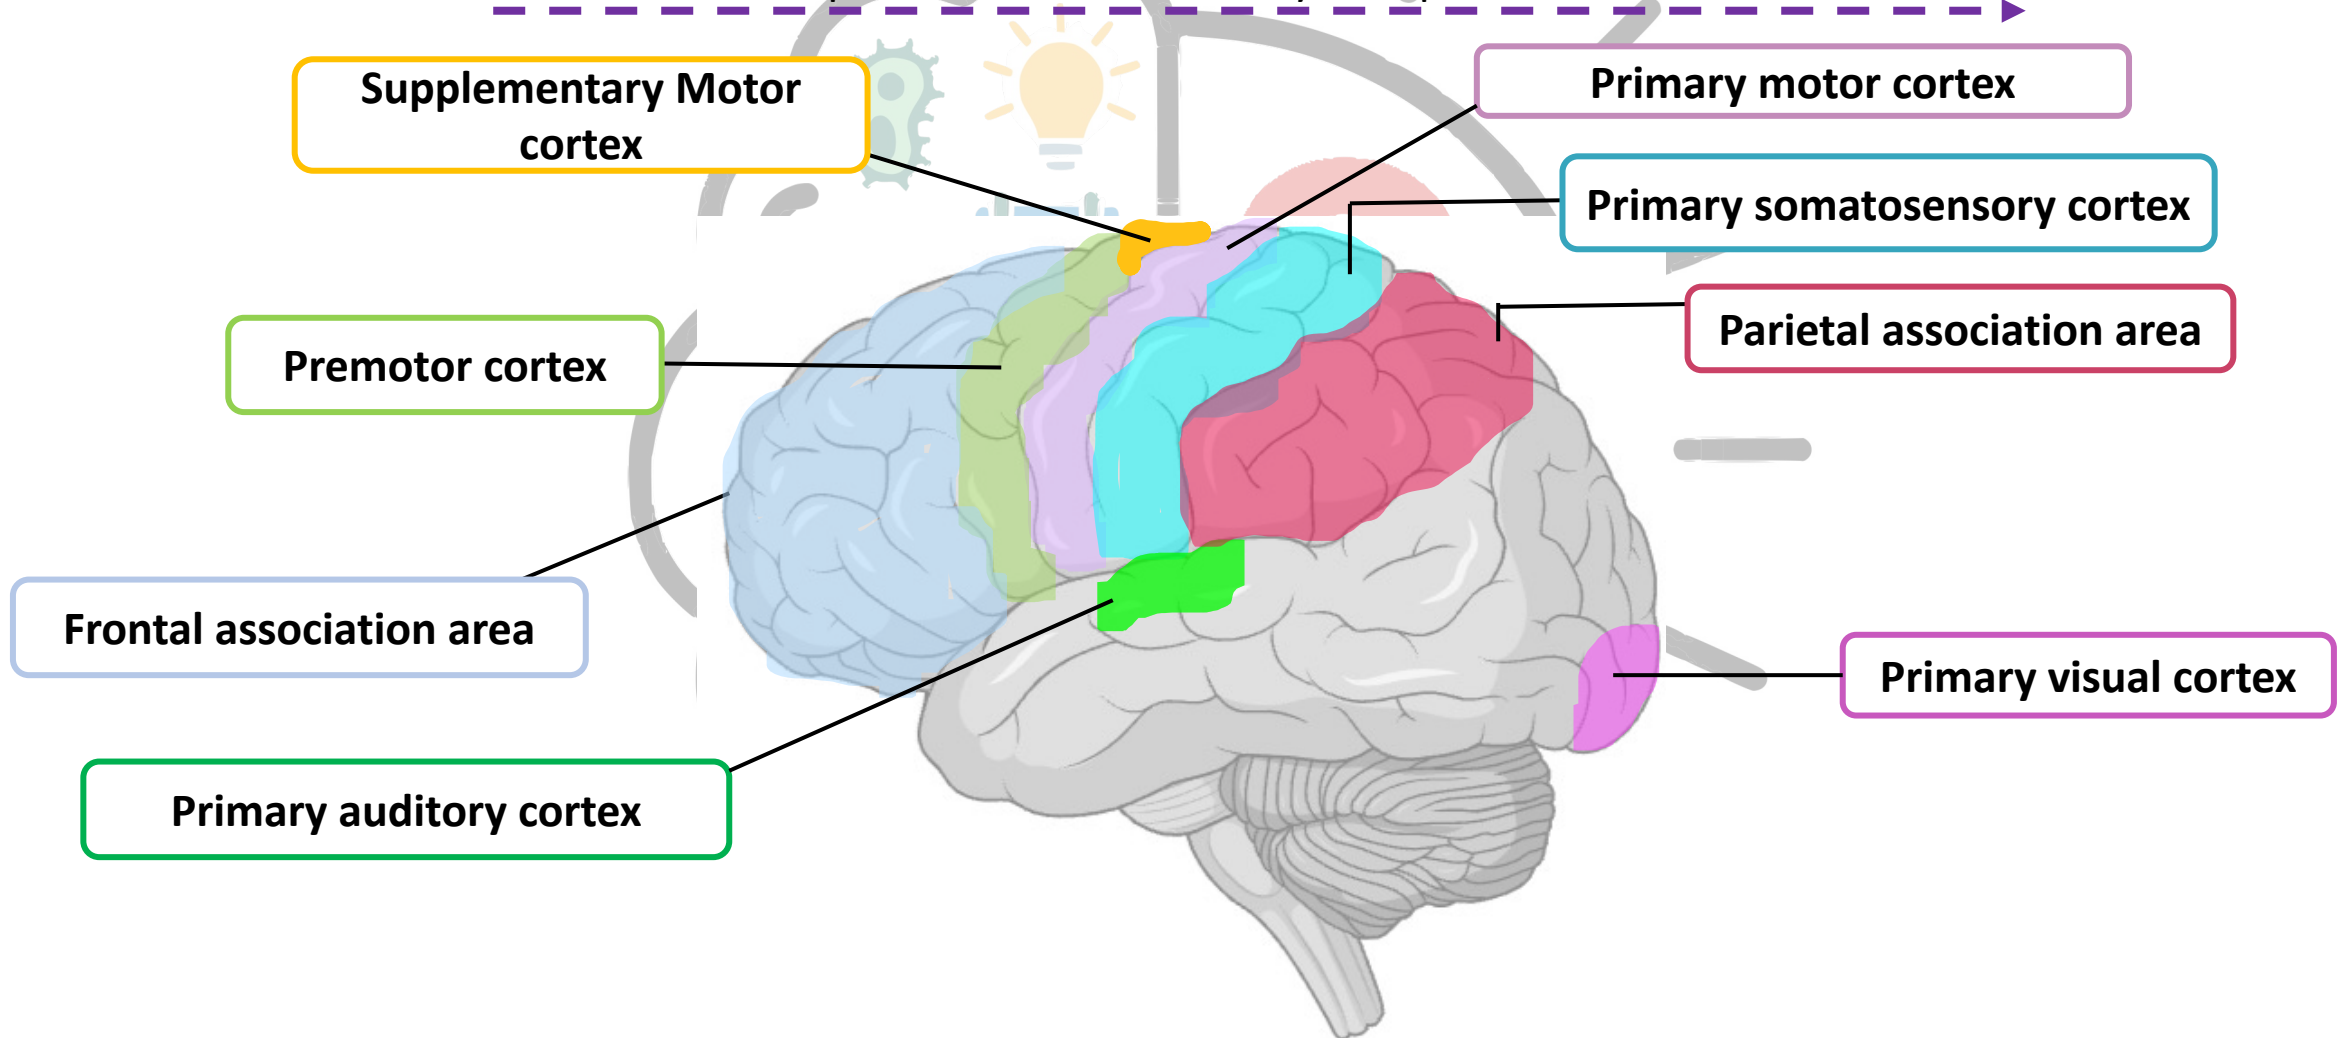 Supplementary Motor
cortex
Primary motor cortex
Primary somatosensory cortex
Parietal association area
Premotor cortex
Frontal association area
Primary visual cortex
Primary auditory cortex